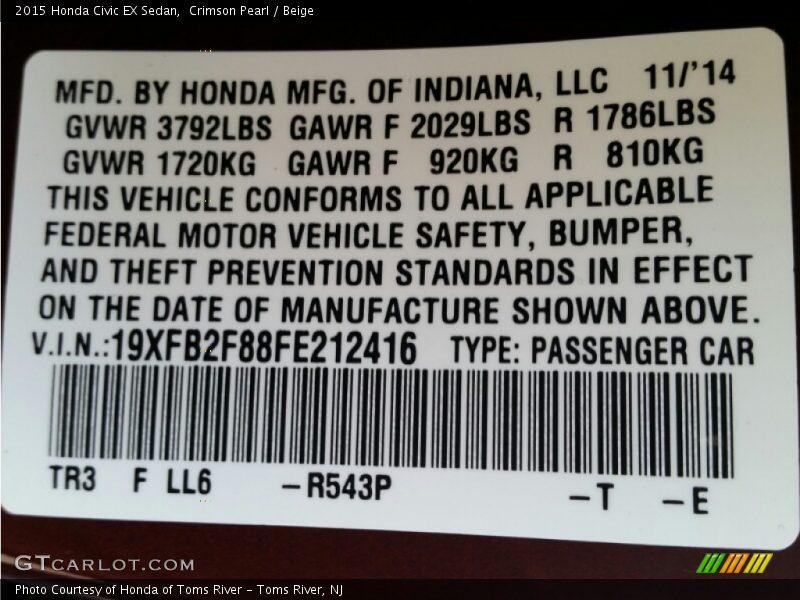 2015 Honda Civic EX Sedan, Crimson Pearl / Beige
MFD. BY HONDA MFG. OF INDIANA, LLC 11/'14
GVWR 3792LBS GAWR F 2029LBS R 1786LBS
GVWR 1720KG GAWR F 920KG R 810KG
THIS VEHICLE CONFORMS TO ALL APPLICABLE
FEDERAL MOTOR VEHICLE SAFETY, BUMPER,
AND THEFT PREVENTION STANDARDS IN EFFECT
ON THE DATE OF MANUFACTURE SHOWN ABOVE.
V.I.N.:19XFB2F88FE212416 TYPE: PASSENGER CAR
TR3 F LL6 -R543P -T -E
GTCARLOT.COM
Photo Courtesy of Honda of Toms River - Toms River, NJ